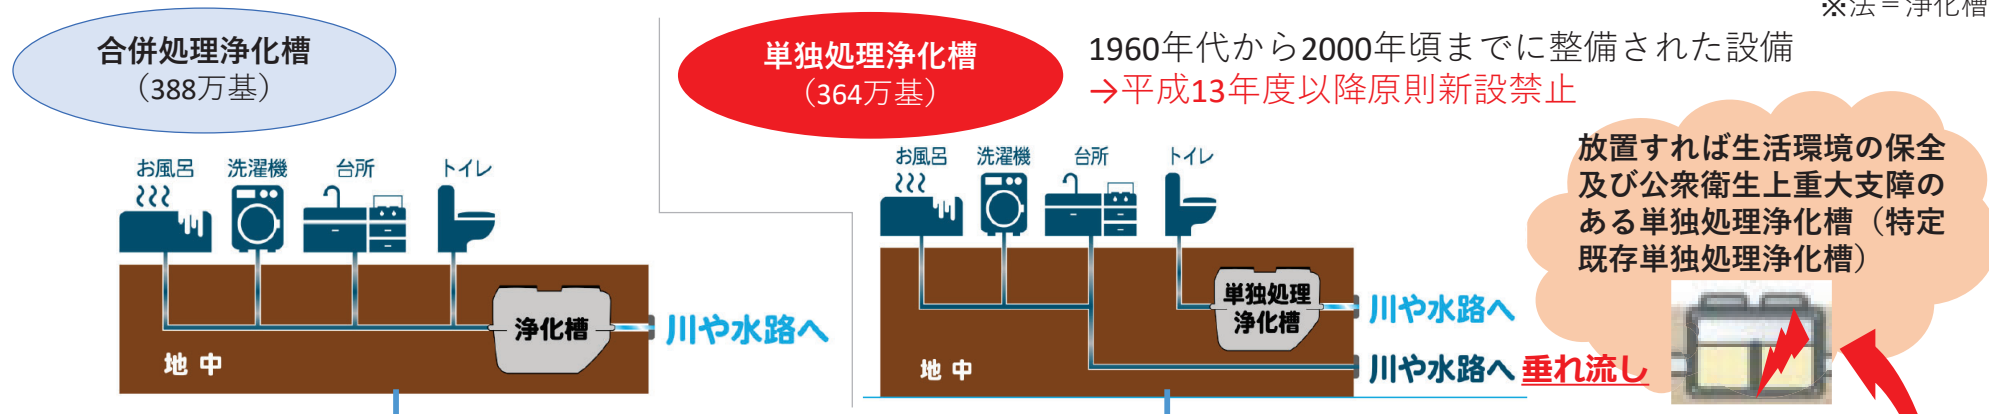 ※法＝浄化槽
合併処理浄化槽
（388万基）
お風呂 洗濯機 台所 トイレ
浄化槽
川や水路へ
地中
単独処理浄化槽
（364万基）
1960年代から2000年頃までに整備された設備
→平成13年度以降原則新設禁止
お風呂 洗濯機 台所 トイレ
単独処理
浄化槽
川や水路へ
地中
川や水路へ 垂れ流し
放置すれば生活環境の保全
及び公衆衛生上重大支障の
ある単独処理浄化槽（特定
既存単独処理浄化槽）